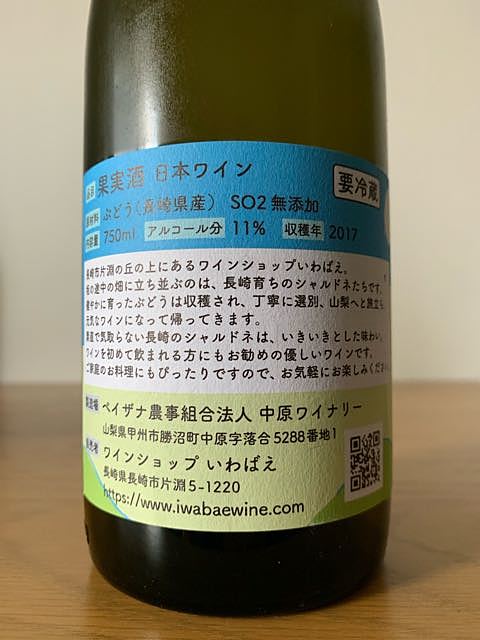 品目 果実酒 日本ワイン
要冷蔵
原材料 ぶどう(長崎県産) SO2無添加
内容量 750ml アルコール分 11% 収穫年 2017
長崎市片淵の丘の上にあるワインショップいわばえ。
坂の途中の畑に立ち並ぶのは、長崎育ちのシャルドネたちです。
健やかに育ったぶどうは収穫され、丁寧に選別、山梨へと旅立ち、
元気なワインになって帰ってきます。
素直で気取らない長崎のシャルドネは、いきいきとした味わい。
ワインを初めて飲まれる方にもお勧めの優しいワインです。
ご家庭のお料理にもぴったりですので、お気軽にお楽しみくださ
製造場 ベイザナ農事組合法人 中原ワイナリー
山梨県甲州市勝沼町中原字落合5288番地1
販売者 ワインショップ いわばえ
長崎県長崎市片淵5-1220
https://www.iwabaewine.com